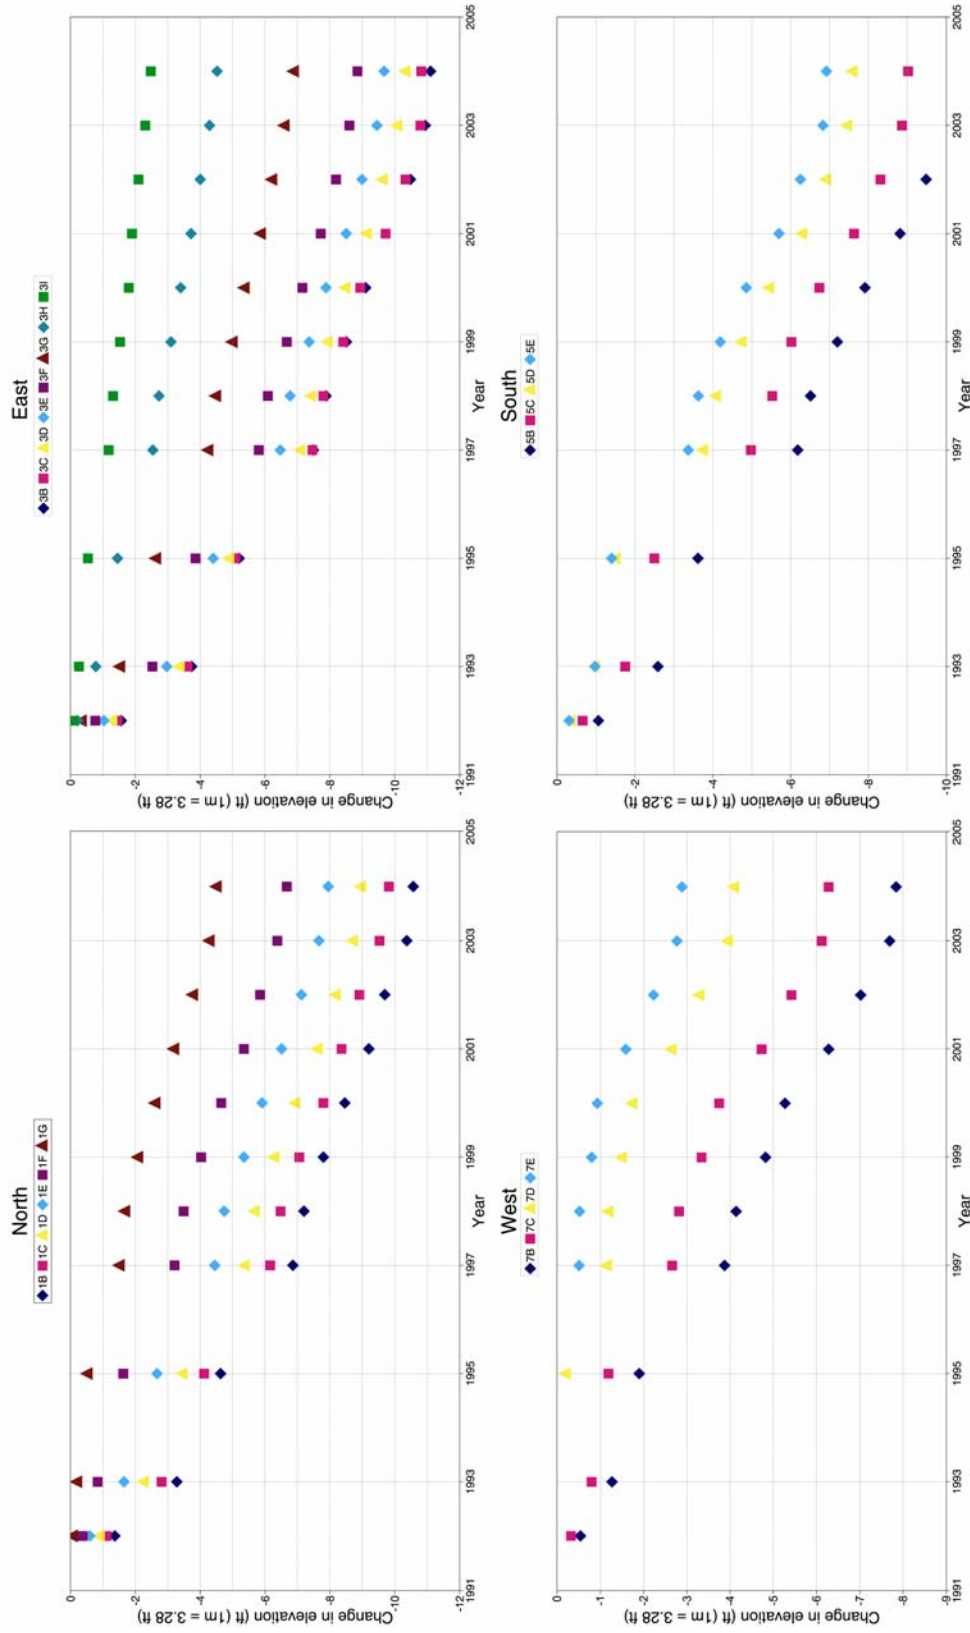 North
1B 1C 1D 1E 1F 1G
0
-2
-4
-6
-8
-10
-12
1991 1993 1995 1997 1999 2001 2003 2005
Year
Change in elevation (ft (1m = 3.28 ft)
East
3B 3C 3D 3E 3F 3G 3H 3I
0
-2
-4
-6
-8
-10
-12
1991 1993 1995 1997 1999 2001 2003 2005
Year
Change in elevation (ft (1m = 3.28 ft)
West
7B 7C 7D 7E
0
-1
-2
-3
-4
-5
-6
-7
-8
-9
1991 1993 1995 1997 1999 2001 2003 2005
Year
Change in elevation (ft (1m = 3.28 ft)
South
5B 5C 5D 5E
0
-2
-4
-6
-8
-10
1991 1993 1995 1997 1999 2001 2003 2005
Year
Change in elevation (ft (1m = 3.28 ft)